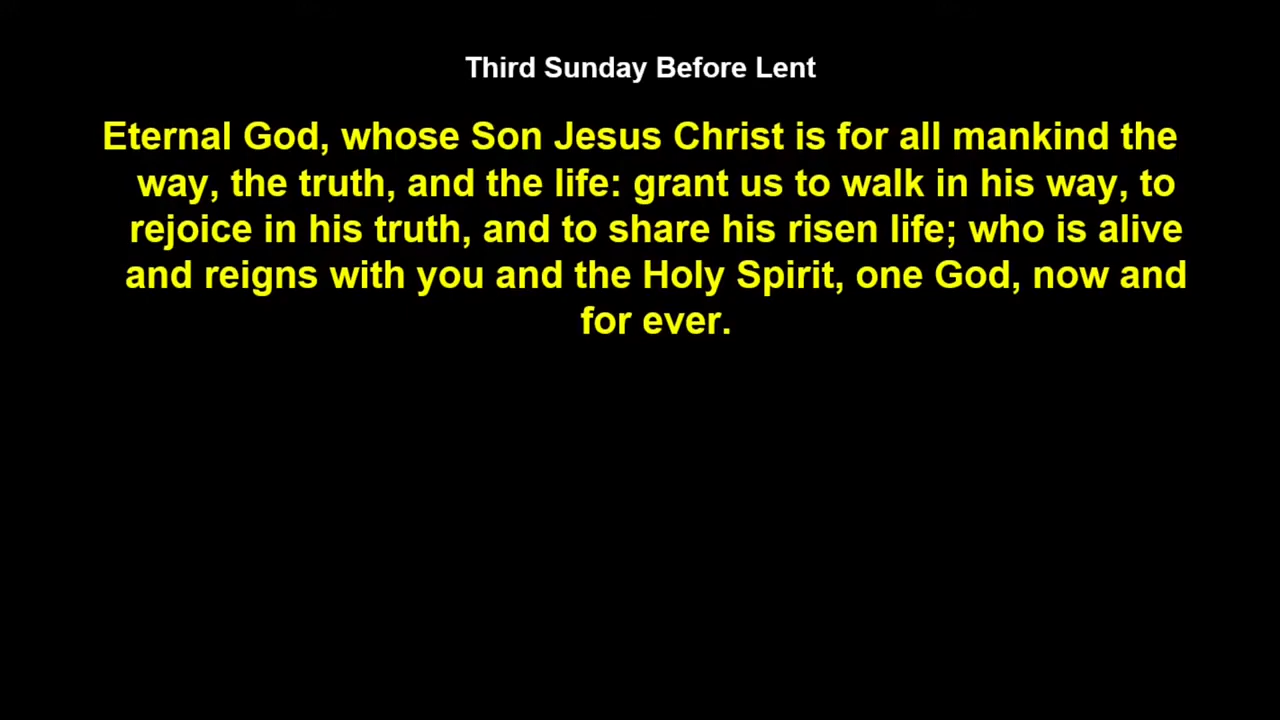 Third Sunday Before Lent
Eternal God, whose Son Jesus Christ is for all mankind the
way, the truth, and the life: grant us to walk in his way, to
rejoice in his truth, and to share his risen life; who is alive
and reigns with you and the Holy Spirit, one God, now and
for ever.